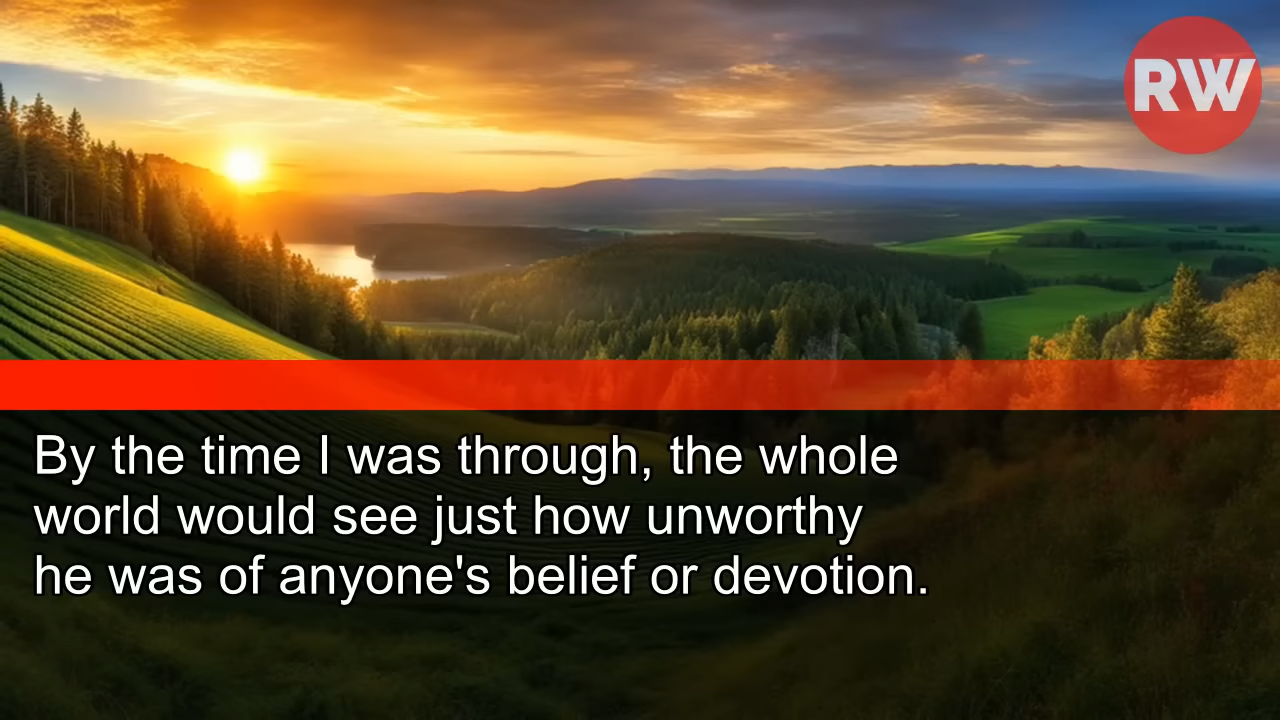 RW
By the time I was through, the whole
world would see just how unworthy
he was of anyone's belief or devotion.